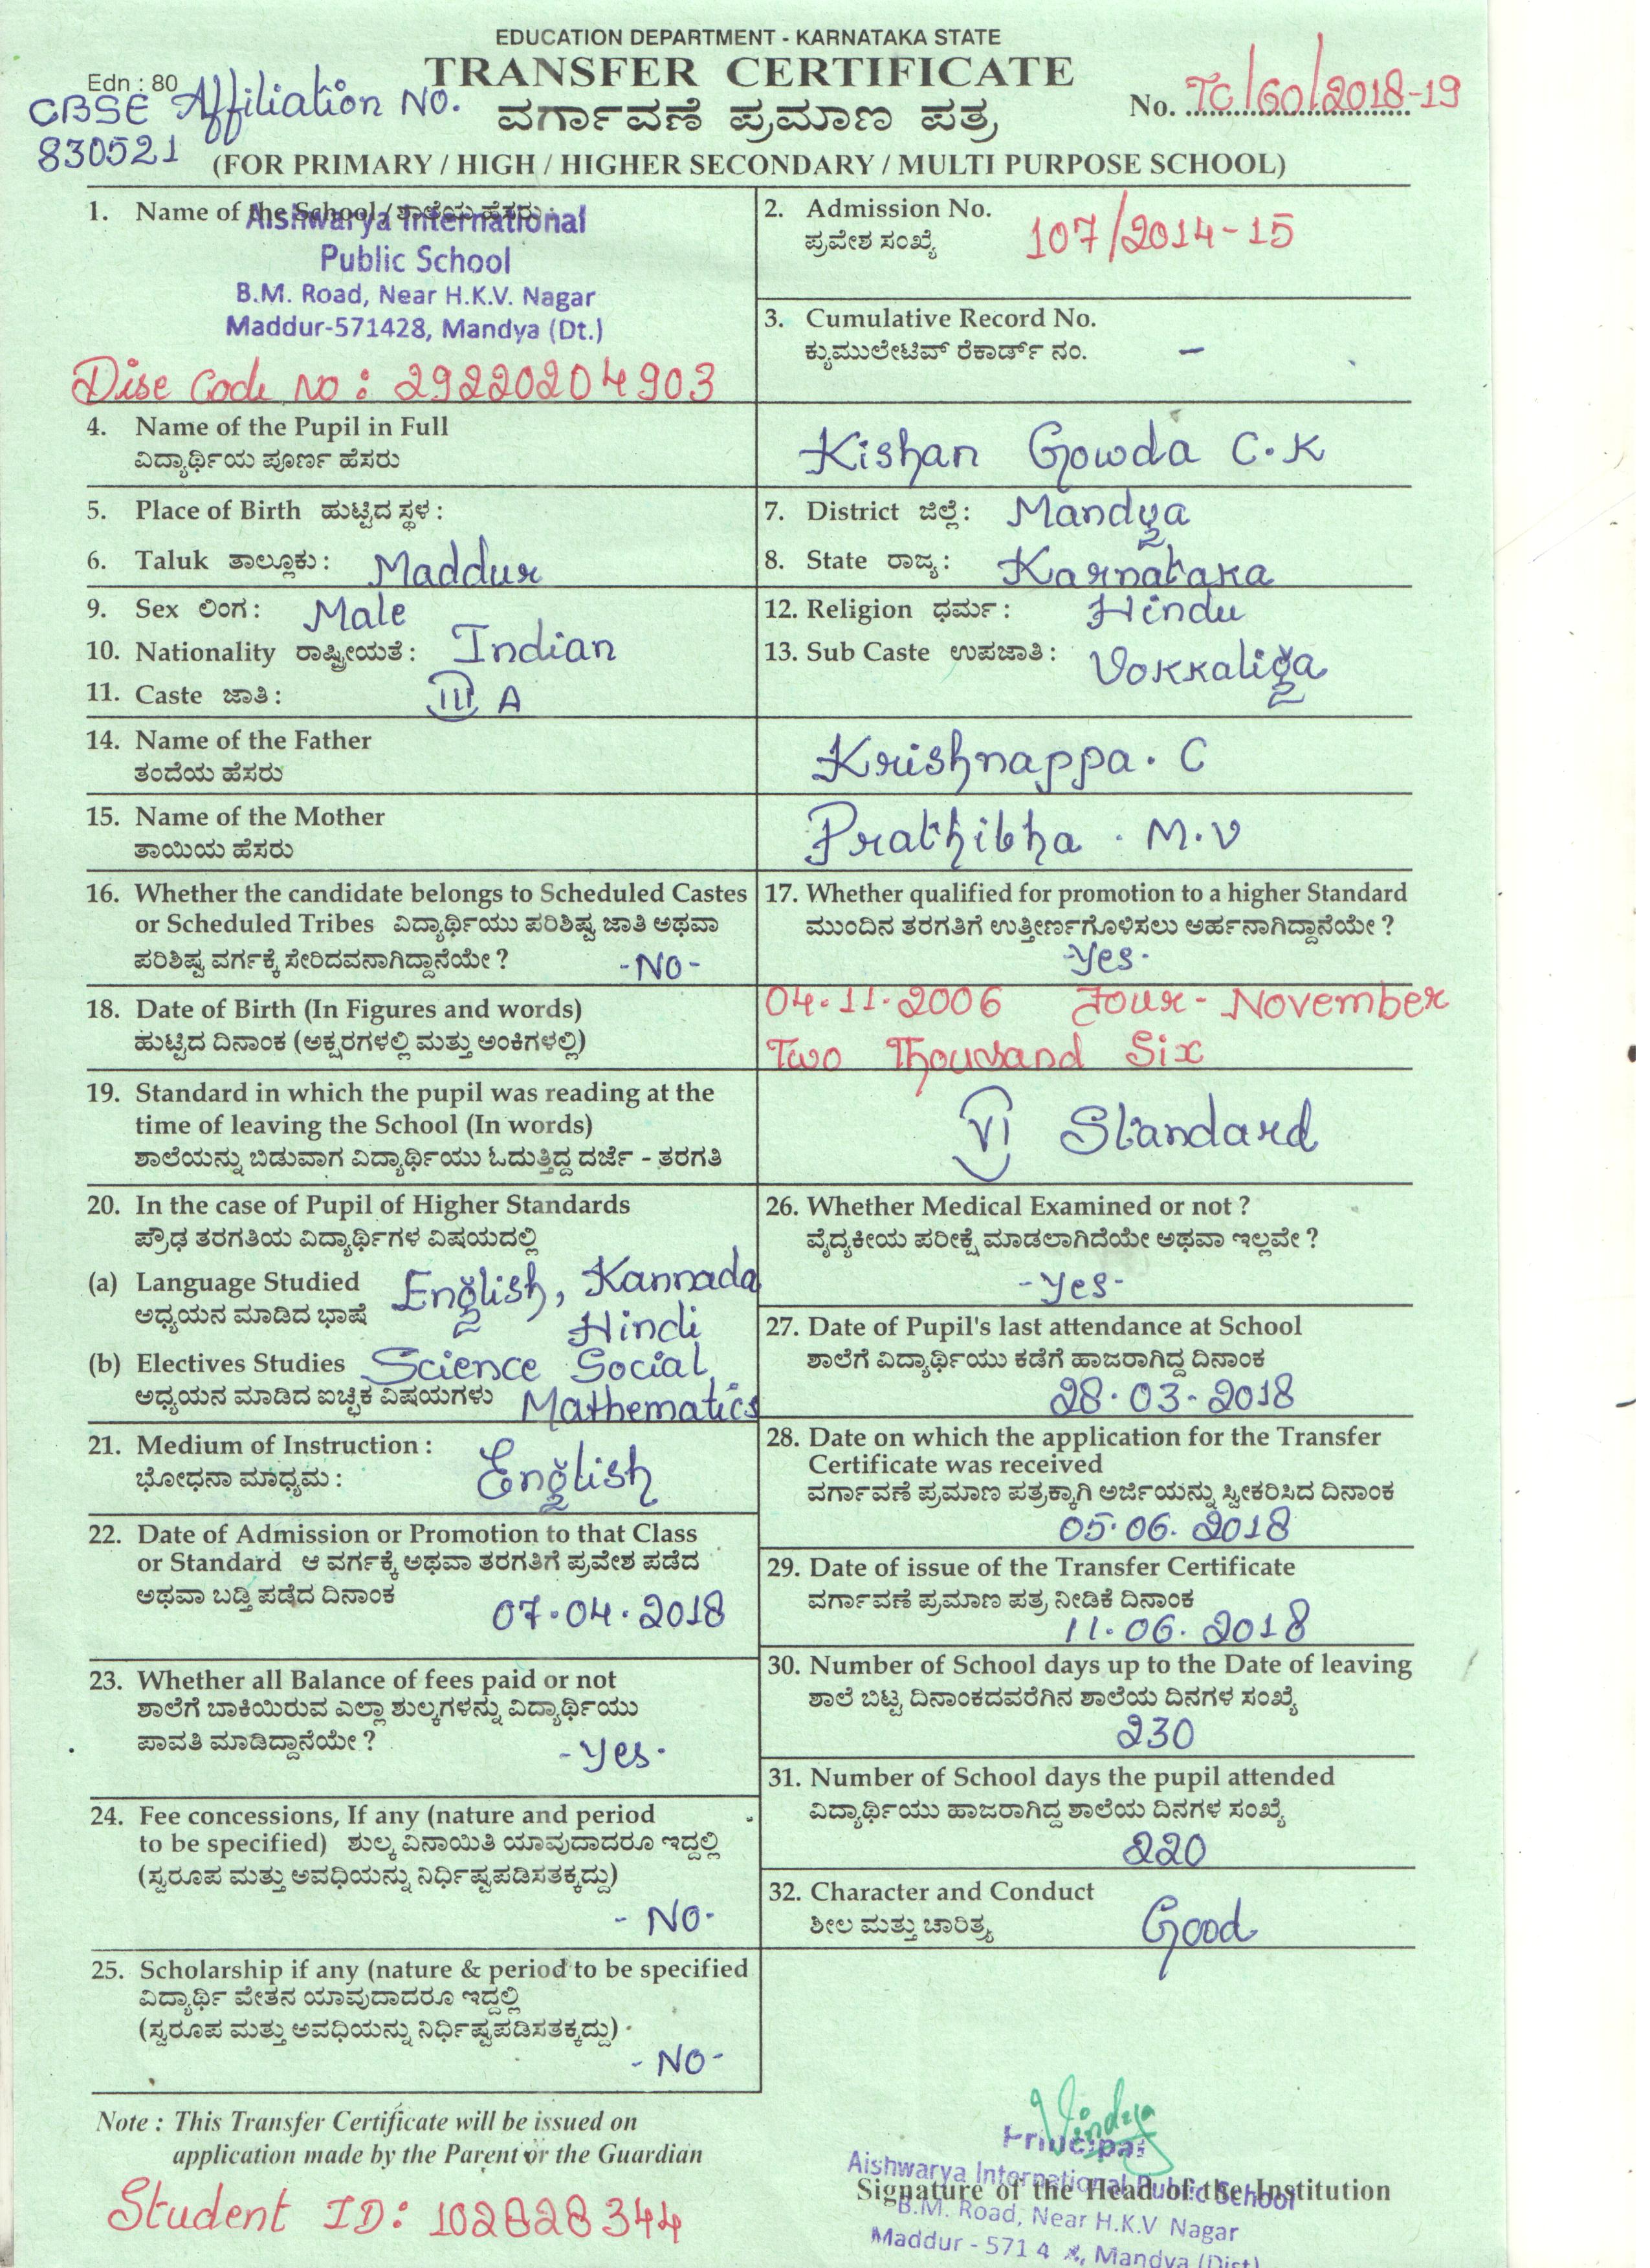 EDUCATION DEPARTMENT - KARNATAKA STATE
TRANSFER CERTIFICATE
Edn : 80
CBSE Affiliation No.
830521
ವರ್ಗಾವಣೆ ಪ್ರಮಾಣ ಪತ್ರ
No. TC/60/2018-19
(FOR PRIMARY / HIGH / HIGHER SECONDARY / MULTI PURPOSE SCHOOL)
1. Name of the School / ಶಾಲೆಯ ಹೆಸರು :
Aishwarya International
Public School
B.M. Road, Near H.K.V. Nagar
Maddur-571428, Mandya (Dt.)
Dise Code No : 29220204903
2. Admission No.
ಪ್ರವೇಶ ಸಂಖ್ಯೆ 107/2014-15
3. Cumulative Record No.
ಕ್ಯುಮುಲೇಟಿವ್ ರೆಕಾರ್ಡ್ ನಂ. -
4. Name of the Pupil in Full
ವಿದ್ಯಾರ್ಥಿಯ ಪೂರ್ಣ ಹೆಸರು
Kishan Gowda C.K
5. Place of Birth ಹುಟ್ಟಿದ ಸ್ಥಳ :
6. Taluk ತಾಲ್ಲೂಕು : Maddur
7. District ಜಿಲ್ಲೆ : Mandya
8. State ರಾಜ್ಯ : Karnataka
9. Sex ಲಿಂಗ : Male
10. Nationality ರಾಷ್ಟ್ರೀಯತೆ : Indian
11. Caste ಜಾತಿ : III A
12. Religion ಧರ್ಮ : Hindu
13. Sub Caste ಉಪಜಾತಿ : Vokkaliga
14. Name of the Father
ತಂದೆಯ ಹೆಸರು
Krishnappa. C
15. Name of the Mother
ತಾಯಿಯ ಹೆಸರು
Prathibha . M.V
16. Whether the candidate belongs to Scheduled Castes
or Scheduled Tribes ವಿದ್ಯಾರ್ಥಿಯು ಪರಿಶಿಷ್ಟ ಜಾತಿ ಅಥವಾ
ಪರಿಶಿಷ್ಟ ವರ್ಗಕ್ಕೆ ಸೇರಿದವನಾಗಿದ್ದಾನೆಯೇ ? -No-
17. Whether qualified for promotion to a higher Standard
ಮುಂದಿನ ತರಗತಿಗೆ ಉತ್ತೀರ್ಣಗೊಳಿಸಲು ಅರ್ಹನಾಗಿದ್ದಾನೆಯೇ ?
-Yes-
18. Date of Birth (In Figures and words)
ಹುಟ್ಟಿದ ದಿನಾಂಕ (ಅಕ್ಷರಗಳಲ್ಲಿ ಮತ್ತು ಅಂಕಿಗಳಲ್ಲಿ)
04.11.2006 Four - November
Two Thousand Six
19. Standard in which the pupil was reading at the
time of leaving the School (In words)
ಶಾಲೆಯನ್ನು ಬಿಡುವಾಗ ವಿದ್ಯಾರ್ಥಿಯು ಓದುತ್ತಿದ್ದ ದರ್ಜೆ - ತರಗತಿ
VI Standard
20. In the case of Pupil of Higher Standards
ಪ್ರೌಢ ತರಗತಿಯ ವಿದ್ಯಾರ್ಥಿಗಳ ವಿಷಯದಲ್ಲಿ
(a) Language Studied English, Kannada
ಅಧ್ಯಯನ ಮಾಡಿದ ಭಾಷೆ Hindi
(b) Electives Studies Science Social
ಅಧ್ಯಯನ ಮಾಡಿದ ಐಚ್ಛಿಕ ವಿಷಯಗಳು Mathematics
21. Medium of Instruction :
ಭೋಧನಾ ಮಾಧ್ಯಮ : English
22. Date of Admission or Promotion to that Class
or Standard ಆ ವರ್ಗಕ್ಕೆ ಅಥವಾ ತರಗತಿಗೆ ಪ್ರವೇಶ ಪಡೆದ
ಅಥವಾ ಬಡ್ತಿ ಪಡೆದ ದಿನಾಂಕ
07.04.2018
23. Whether all Balance of fees paid or not
ಶಾಲೆಗೆ ಬಾಕಿಯಿರುವ ಎಲ್ಲಾ ಶುಲ್ಕಗಳನ್ನು ವಿದ್ಯಾರ್ಥಿಯು
ಪಾವತಿ ಮಾಡಿದ್ದಾನೆಯೇ ? -Yes-
24. Fee concessions, If any (nature and period
to be specified) ಶುಲ್ಕ ವಿನಾಯಿತಿ ಯಾವುದಾದರೂ ಇದ್ದಲ್ಲಿ
(ಸ್ವರೂಪ ಮತ್ತು ಅವಧಿಯನ್ನು ನಿರ್ಧಿಷ್ಟಪಡಿಸತಕ್ಕದ್ದು)
- No-
25. Scholarship if any (nature & period to be specified
ವಿದ್ಯಾರ್ಥಿ ವೇತನ ಯಾವುದಾದರೂ ಇದ್ದಲ್ಲಿ
(ಸ್ವರೂಪ ಮತ್ತು ಅವಧಿಯನ್ನು ನಿರ್ಧಿಷ್ಟಪಡಿಸತಕ್ಕದ್ದು)
- No-
26. Whether Medical Examined or not ?
ವೈದ್ಯಕೀಯ ಪರೀಕ್ಷೆ ಮಾಡಲಾಗಿದೆಯೇ ಅಥವಾ ಇಲ್ಲವೇ ?
-Yes-
27. Date of Pupil's last attendance at School
ಶಾಲೆಗೆ ವಿದ್ಯಾರ್ಥಿಯು ಕಡೆಗೆ ಹಾಜರಾಗಿದ್ದ ದಿನಾಂಕ
28.03-2018
28. Date on which the application for the Transfer
Certificate was received
ವರ್ಗಾವಣೆ ಪ್ರಮಾಣ ಪತ್ರಕ್ಕಾಗಿ ಅರ್ಜಿಯನ್ನು ಸ್ವೀಕರಿಸಿದ ದಿನಾಂಕ
05.06.2018
29. Date of issue of the Transfer Certificate
ವರ್ಗಾವಣೆ ಪ್ರಮಾಣ ಪತ್ರ ನೀಡಿಕೆ ದಿನಾಂಕ
11.06.2018
30. Number of School days up to the Date of leaving
ಶಾಲೆ ಬಿಟ್ಟ ದಿನಾಂಕದವರೆಗಿನ ಶಾಲೆಯ ದಿನಗಳ ಸಂಖ್ಯೆ
230
31. Number of School days the pupil attended
ವಿದ್ಯಾರ್ಥಿಯು ಹಾಜರಾಗಿದ್ದ ಶಾಲೆಯ ದಿನಗಳ ಸಂಖ್ಯೆ
220
32. Character and Conduct
ಶೀಲ ಮತ್ತು ಚಾರಿತ್ರ್ಯ Good
Note : This Transfer Certificate will be issued on
application made by the Parent or the Guardian
Student ID: 102828344
Principal
Aishwarya International Public School
Signature of the Head of the Institution
B.M. Road, Near H.K.V Nagar
Maddur - 571 4 Mandya (Dist)